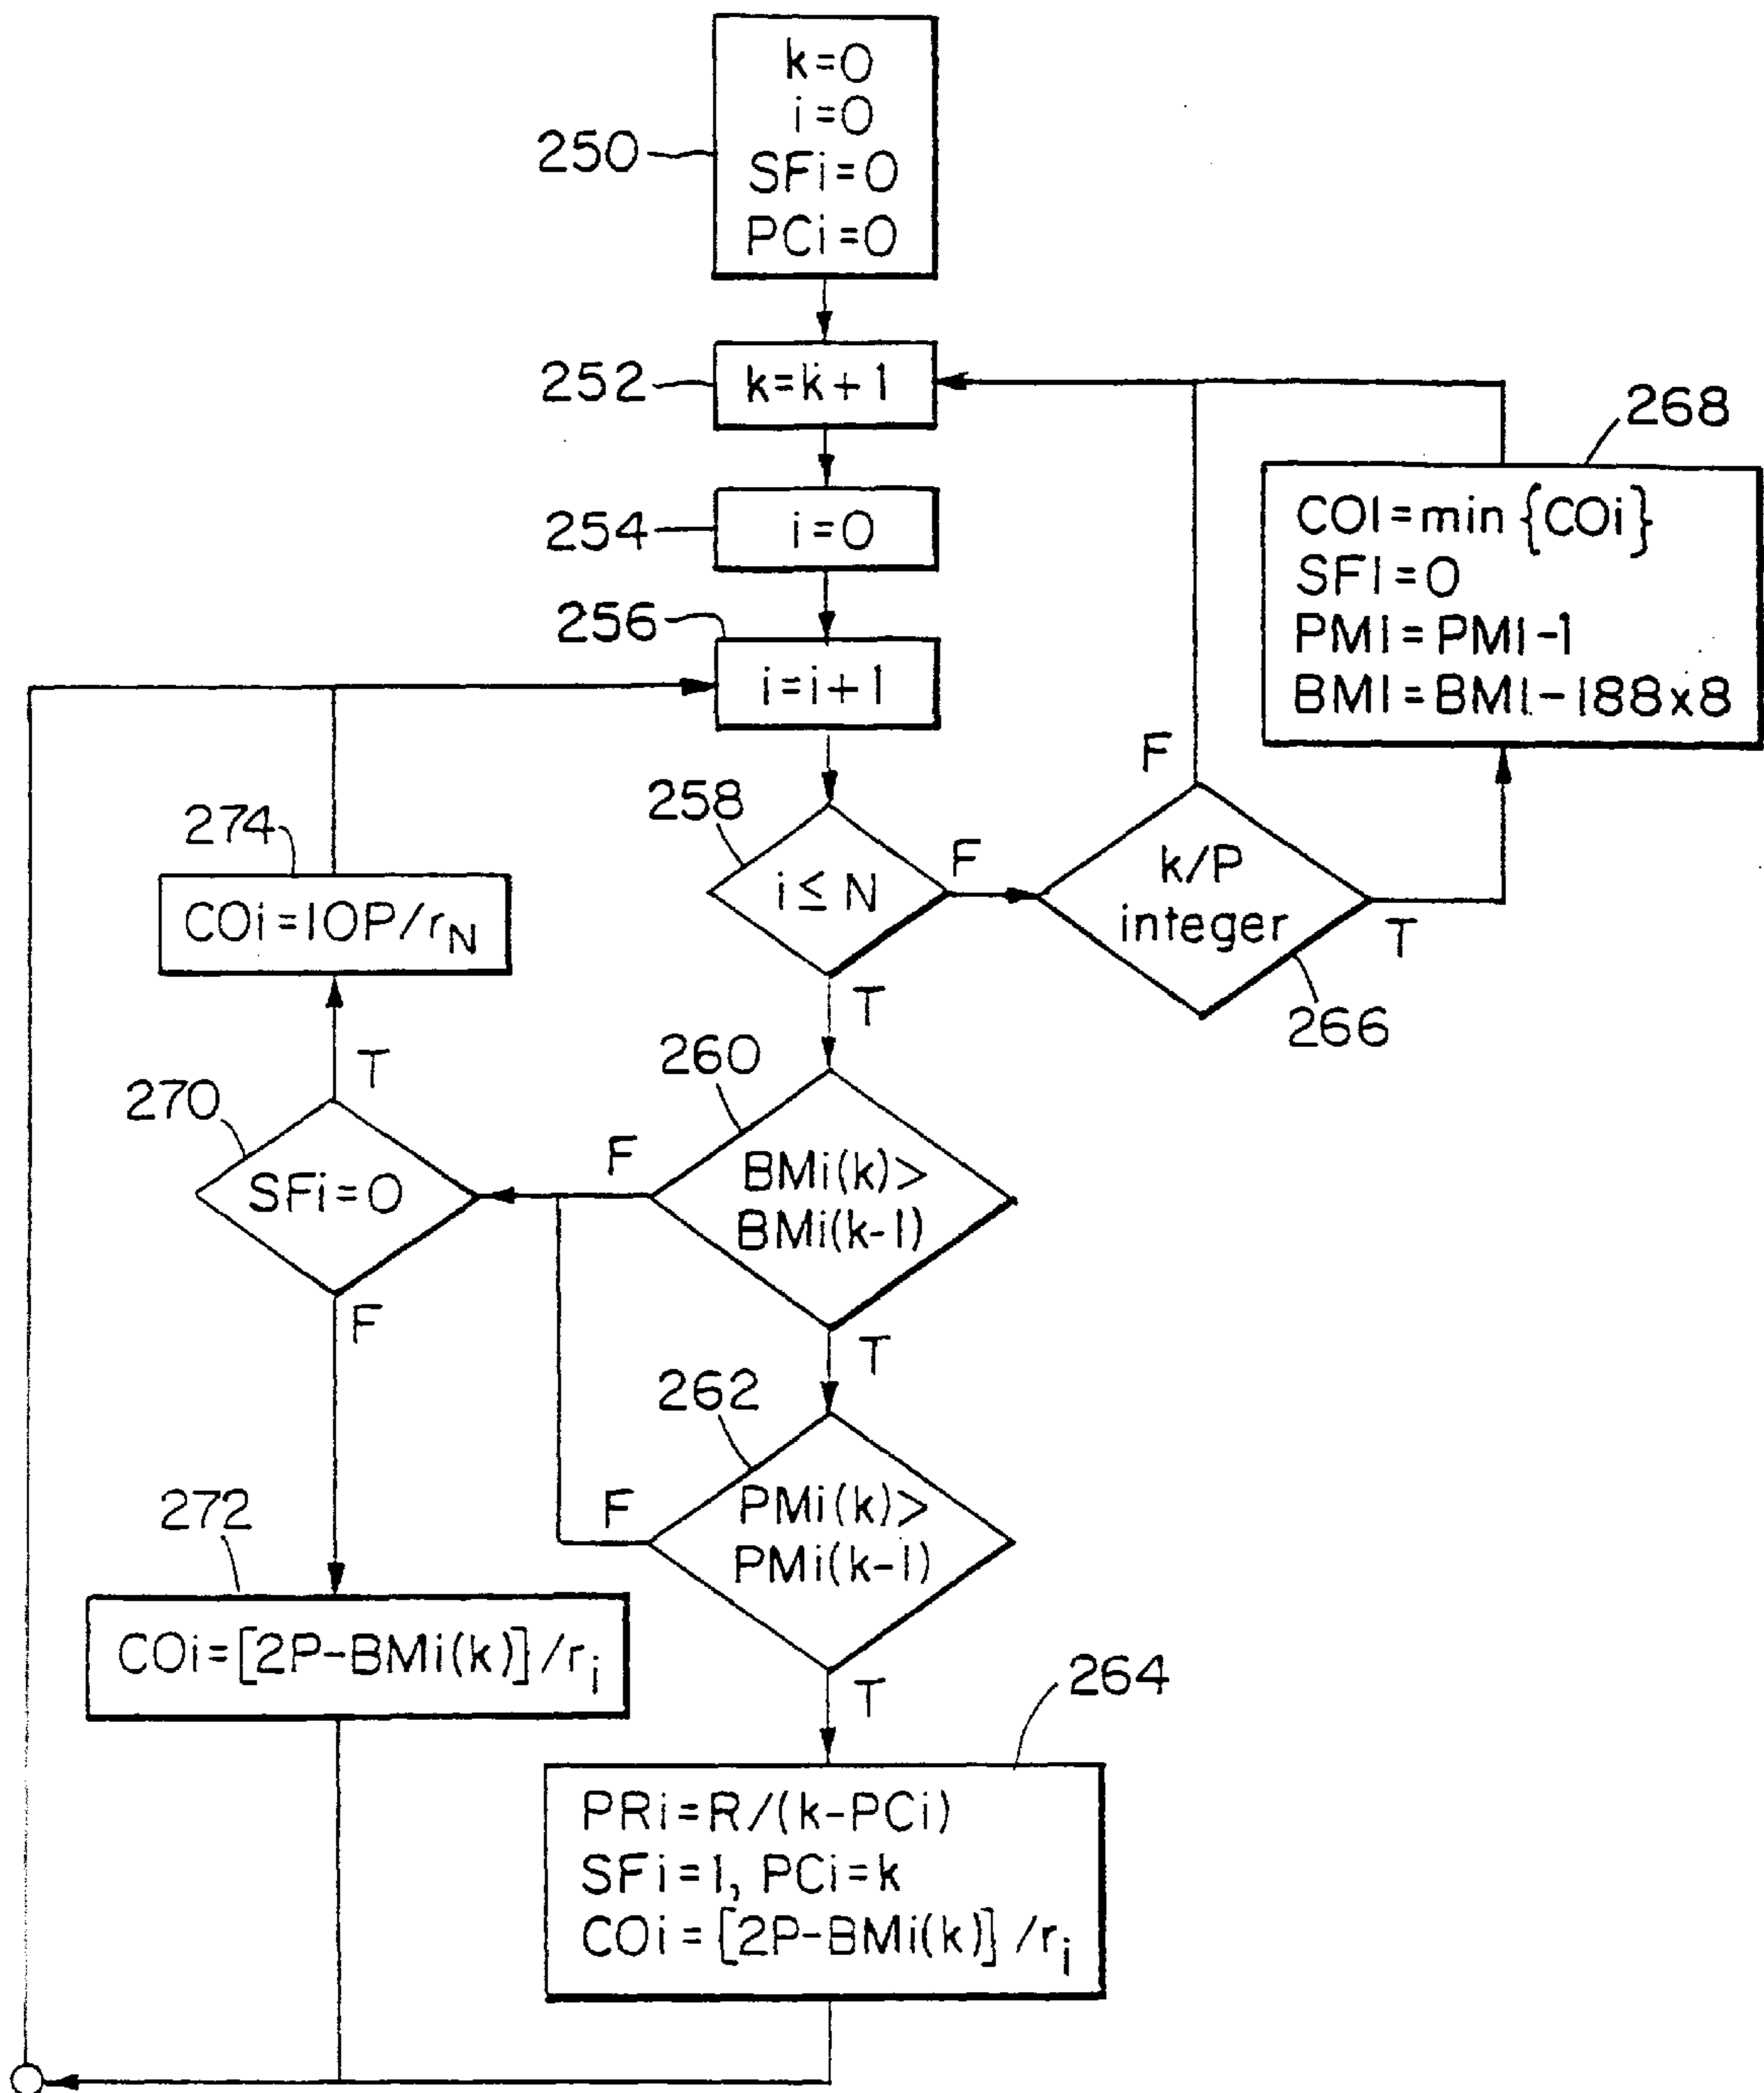 k=0
i=0
SFi=0
PCi=0
250
252
k=k+1
254
i=0
256
i=i+1
268
COI=min {COi}
SFI=0
PMI=PMI-1
BMI=BMI-188x8
258
i≤N
F
T
F
k/P
integer
T
266
274
COi=10P/rN
T
270
SFi=0
F
260
F
BMi(k)>
BMi(k-1)
T
262
F
PMi(k)>
PMi(k-1)
T
272
COi=[2P-BMi(k)]/ri
264
PRi=R/(k-PCi)
SFi=1, PCi=k
COi=[2P-BMi(k)]/ri